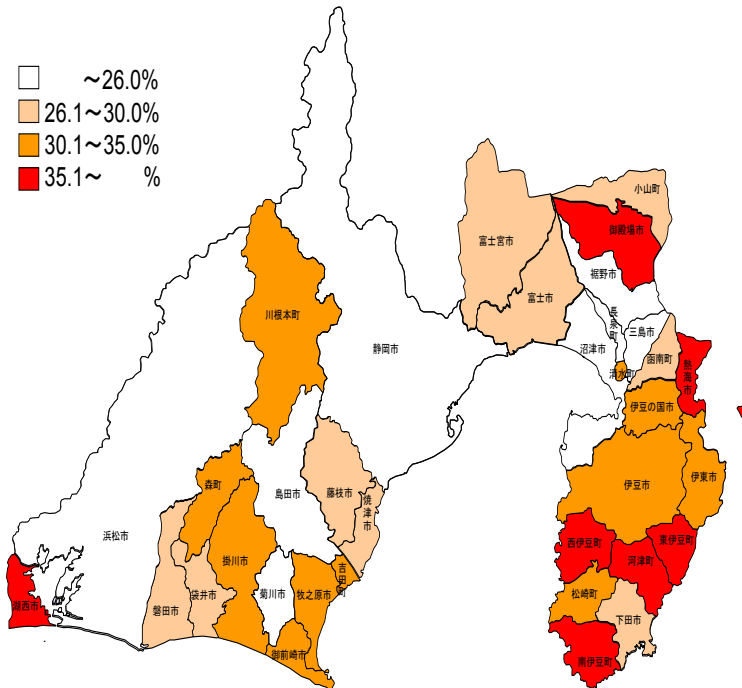 ～26.0%
26.1～30.0%
30.1～35.0%
35.1～　　%
小山町
御殿場市
富士宮市
裾野市
富士市
川根本町
長泉町
三島市
静岡市
沼津市
函南町
清水町
熱海市
伊豆の国市
伊東市
伊豆市
森町
島田市
藤枝市
焼津市
浜松市
西伊豆町
東伊豆町
掛川市
河津町
吉田町
湖西市
袋井市
菊川市
牧之原市
松崎町
磐田市
下田市
御前崎市
南伊豆町